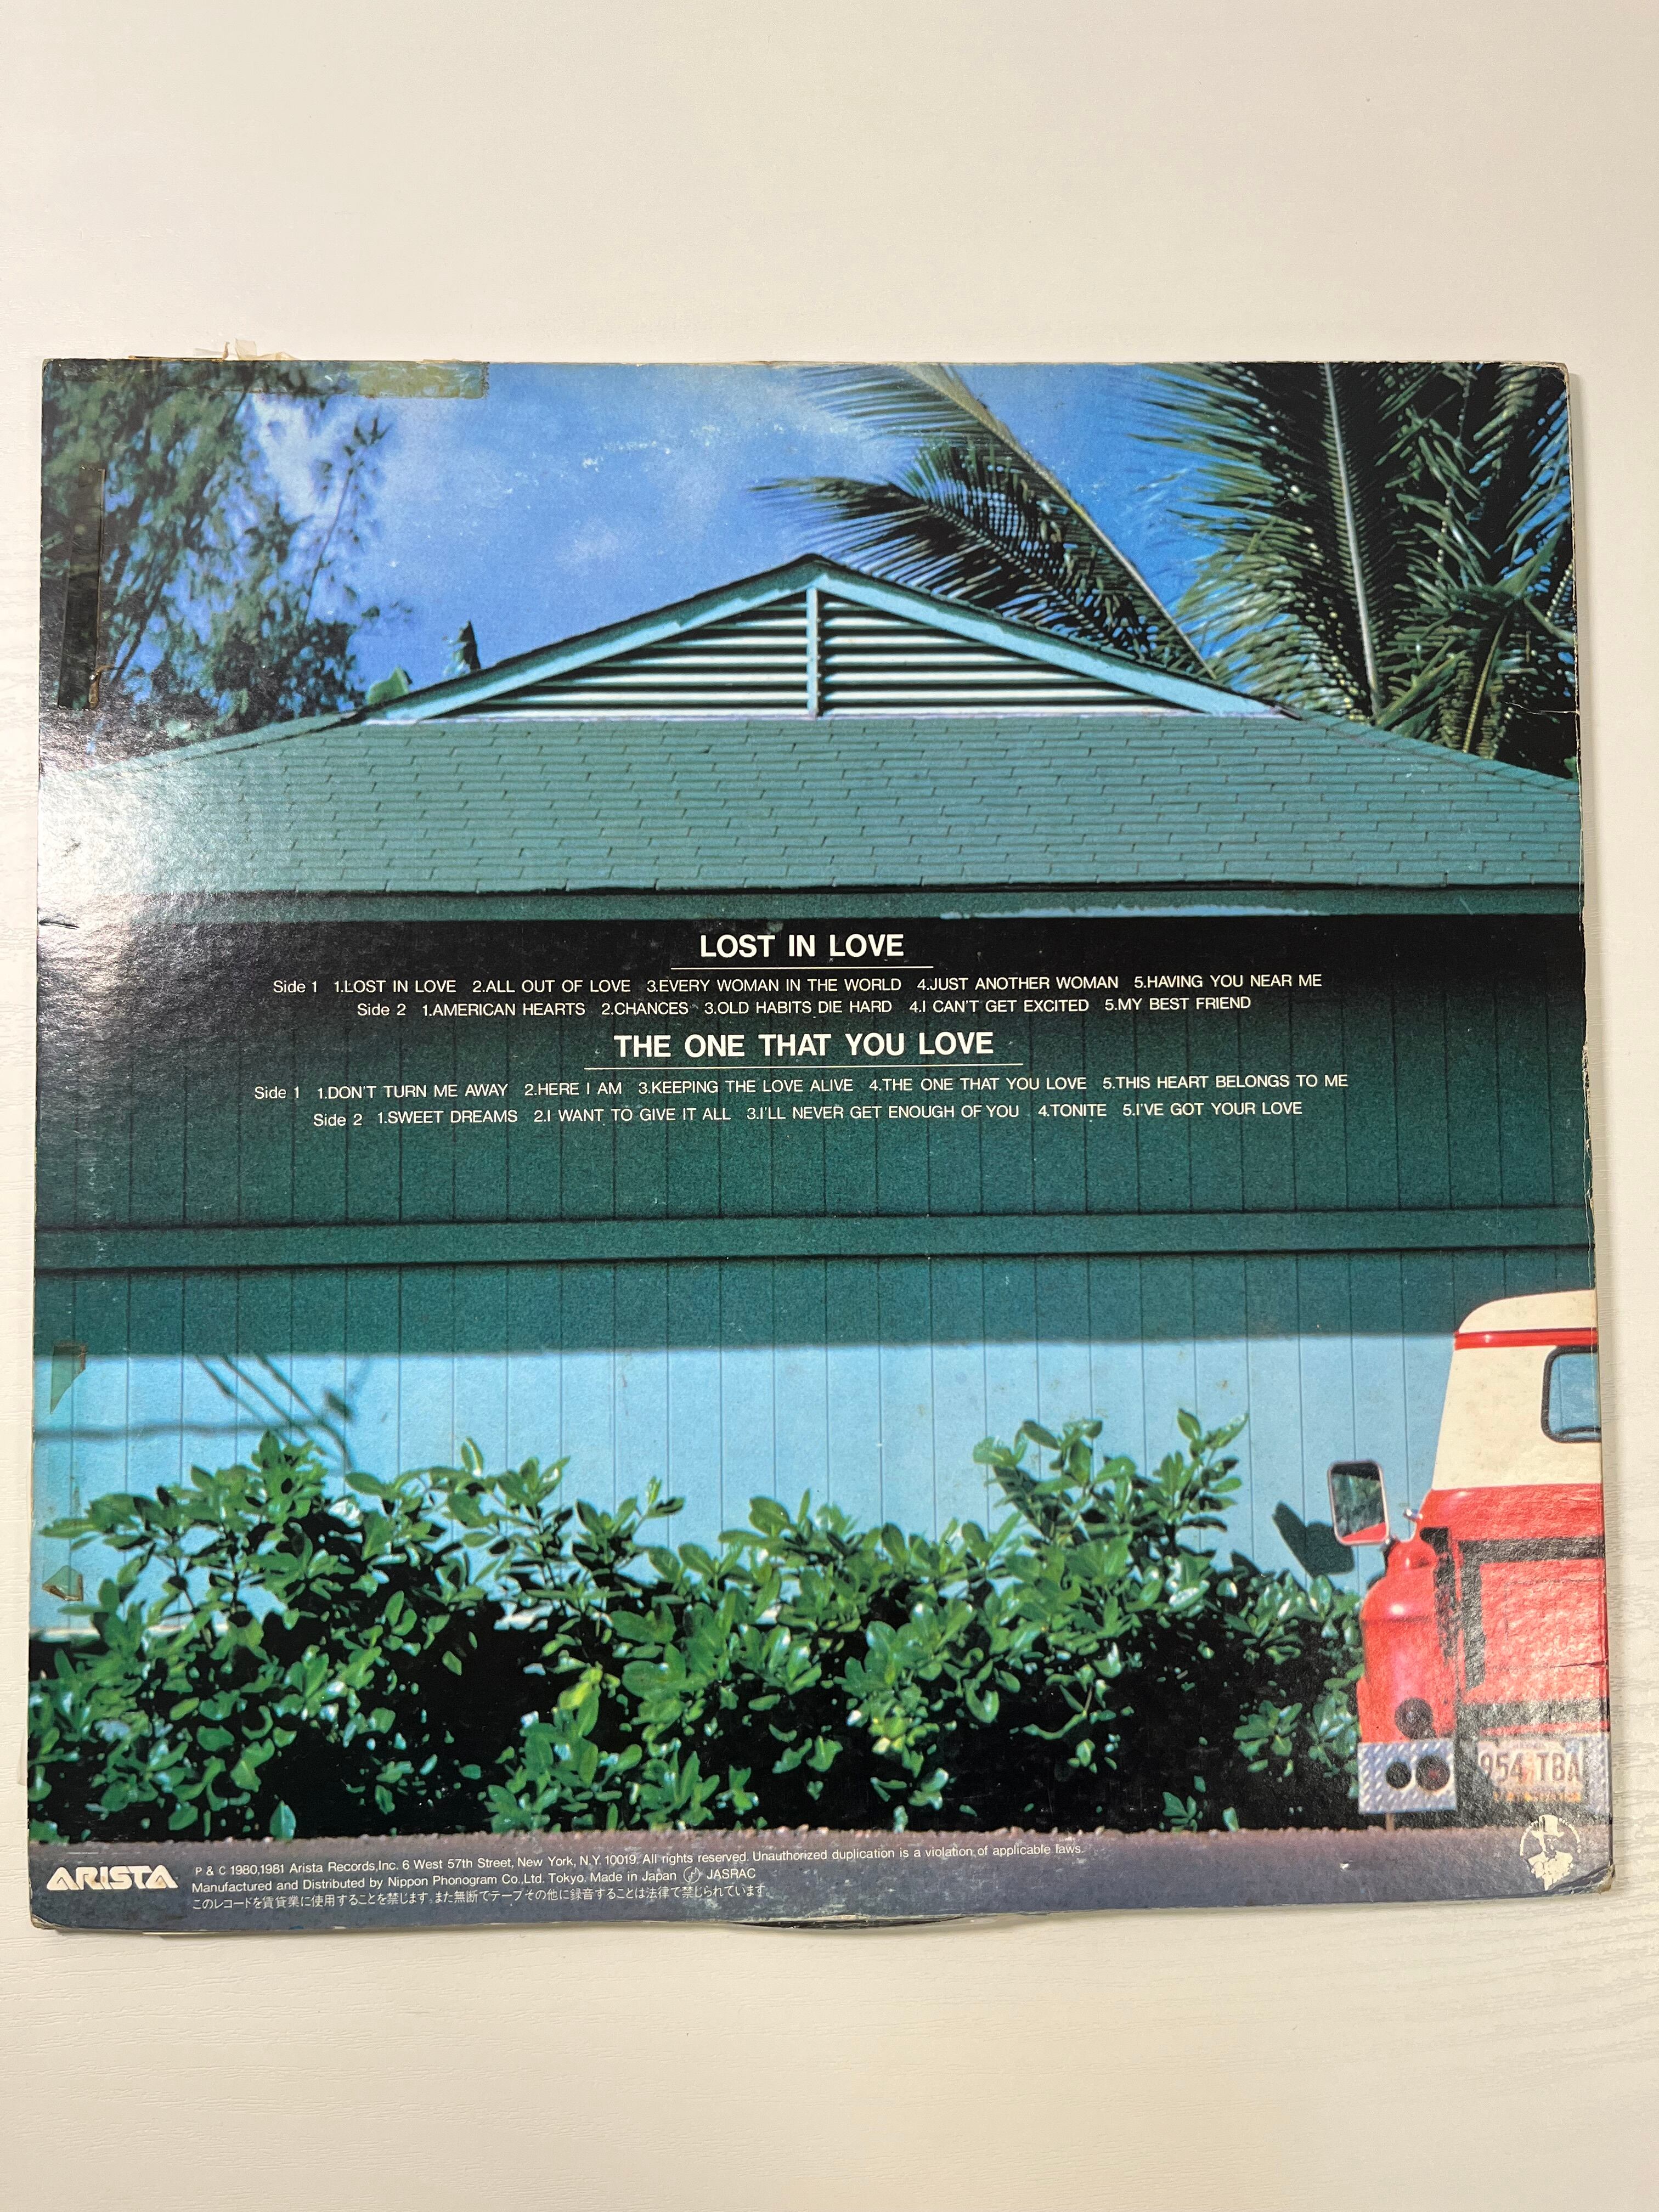 LOST IN LOVE
Side 1 1.LOST IN LOVE 2.ALL OUT OF LOVE 3.EVERY WOMAN IN THE WORLD 4.JUST ANOTHER WOMAN 5.HAVING YOU NEAR ME
Side 2 1.AMERICAN HEARTS 2.CHANCES 3.OLD HABITS DIE HARD 4.I CAN'T GET EXCITED 5.MY BEST FRIEND
THE ONE THAT YOU LOVE
Side 1 1.DON'T TURN ME AWAY 2.HERE I AM 3.KEEPING THE LOVE ALIVE 4.THE ONE THAT YOU LOVE 5.THIS HEART BELONGS TO ME
Side 2 1.SWEET DREAMS 2.I WANT TO GIVE IT ALL 3.I'LL NEVER GET ENOUGH OF YOU 4.TONITE 5.I'VE GOT YOUR LOVE
954 TBA
ARISTA
P & C 1980,1981 Arista Records,Inc. 6 West 57th Street, New York, N.Y. 10019. All rights reserved. Unauthorized duplication is a violation of applicable laws.
Manufactured and Distributed by Nippon Phonogram Co.,Ltd. Tokyo. Made in Japan JASRAC
このレコードを賃貸業に使用することを禁じます。また無断でテープその他に録音することは法律で禁じられています。